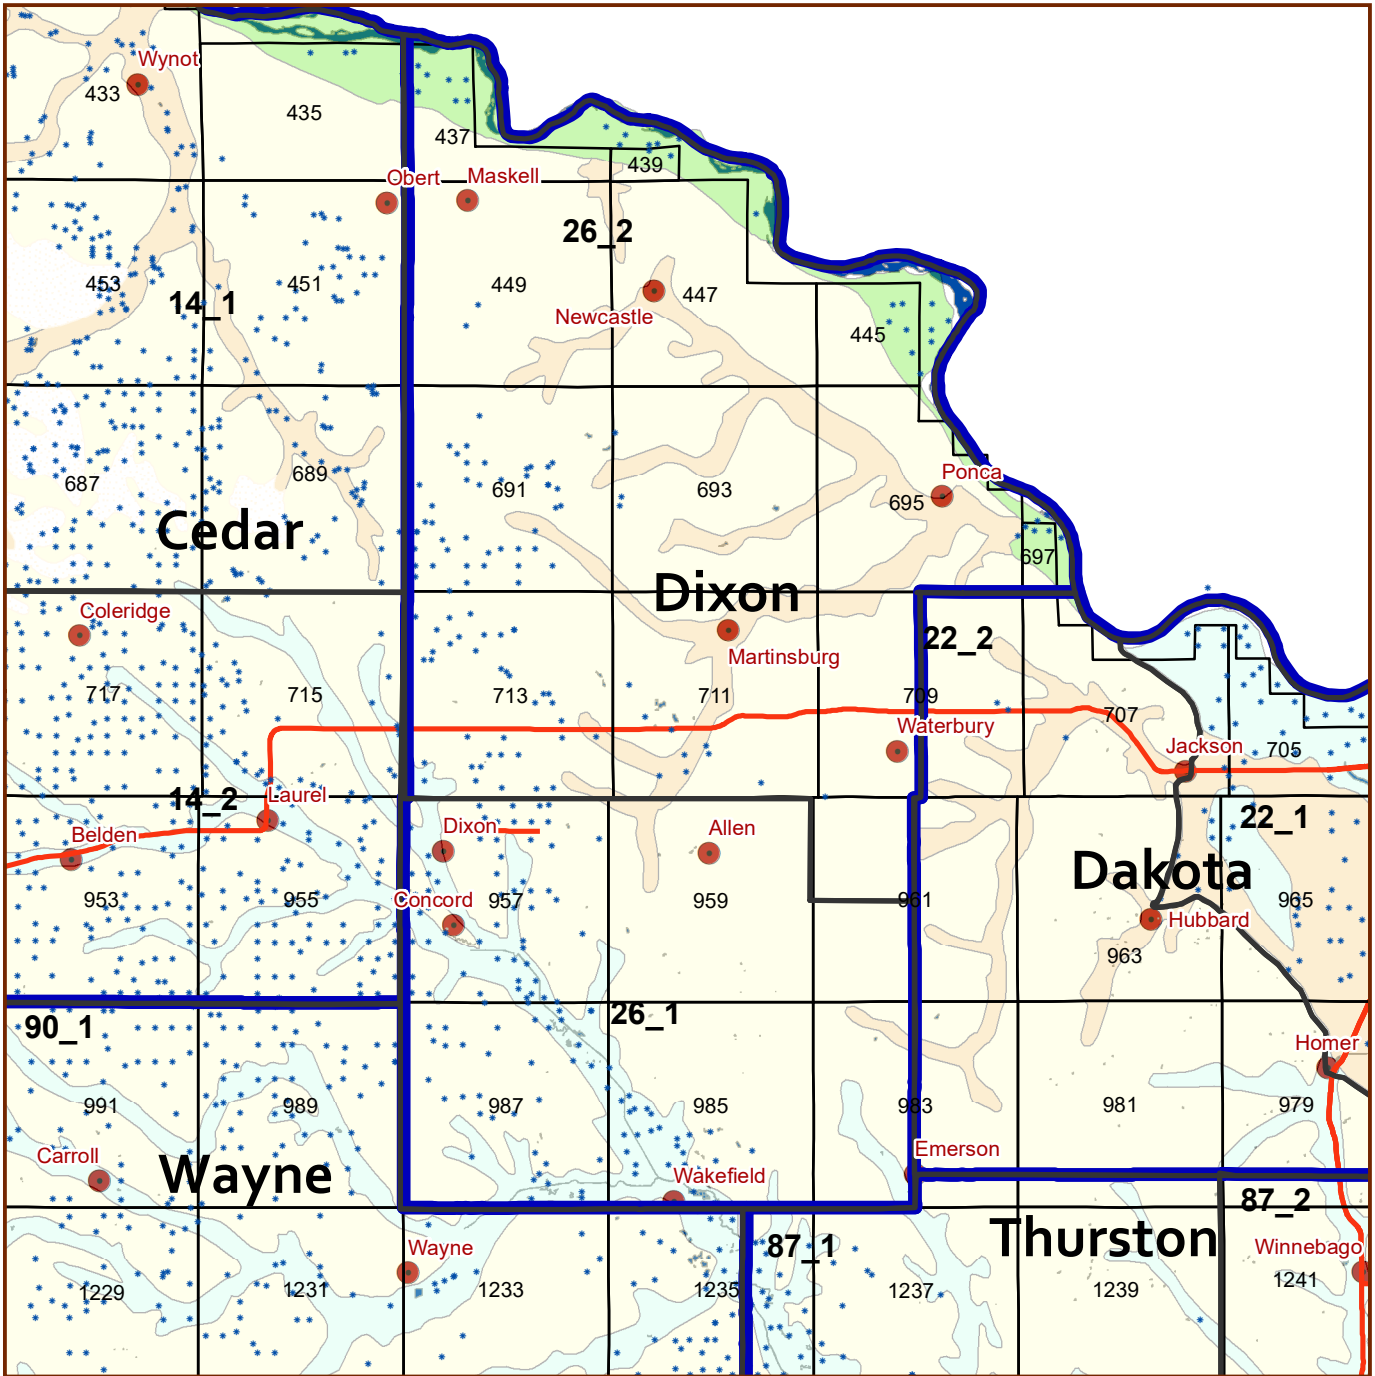 Wynot
433
435
437
439
Obert
Maskell
26_2
453
14_1
451
449
447
Newcastle
445
687
689
691
693
Ponca
695
Cedar
697
Dixon
Coleridge
22_2
Martinsburg
717
715
713
711
709
707
Waterbury
Jackson
705
14_2
Laurel
22_1
Belden
Dixon
Allen
Dakota
953
955
Concord
957
959
961
965
Hubbard
963
90_1
26_1
Homer
991
989
987
985
983
981
979
Carroll
Emerson
Wayne
Wakefield
87_2
Thurston
Wayne
87_1
Winnebago
1229
1231
1233
1235
1237
1239
1241